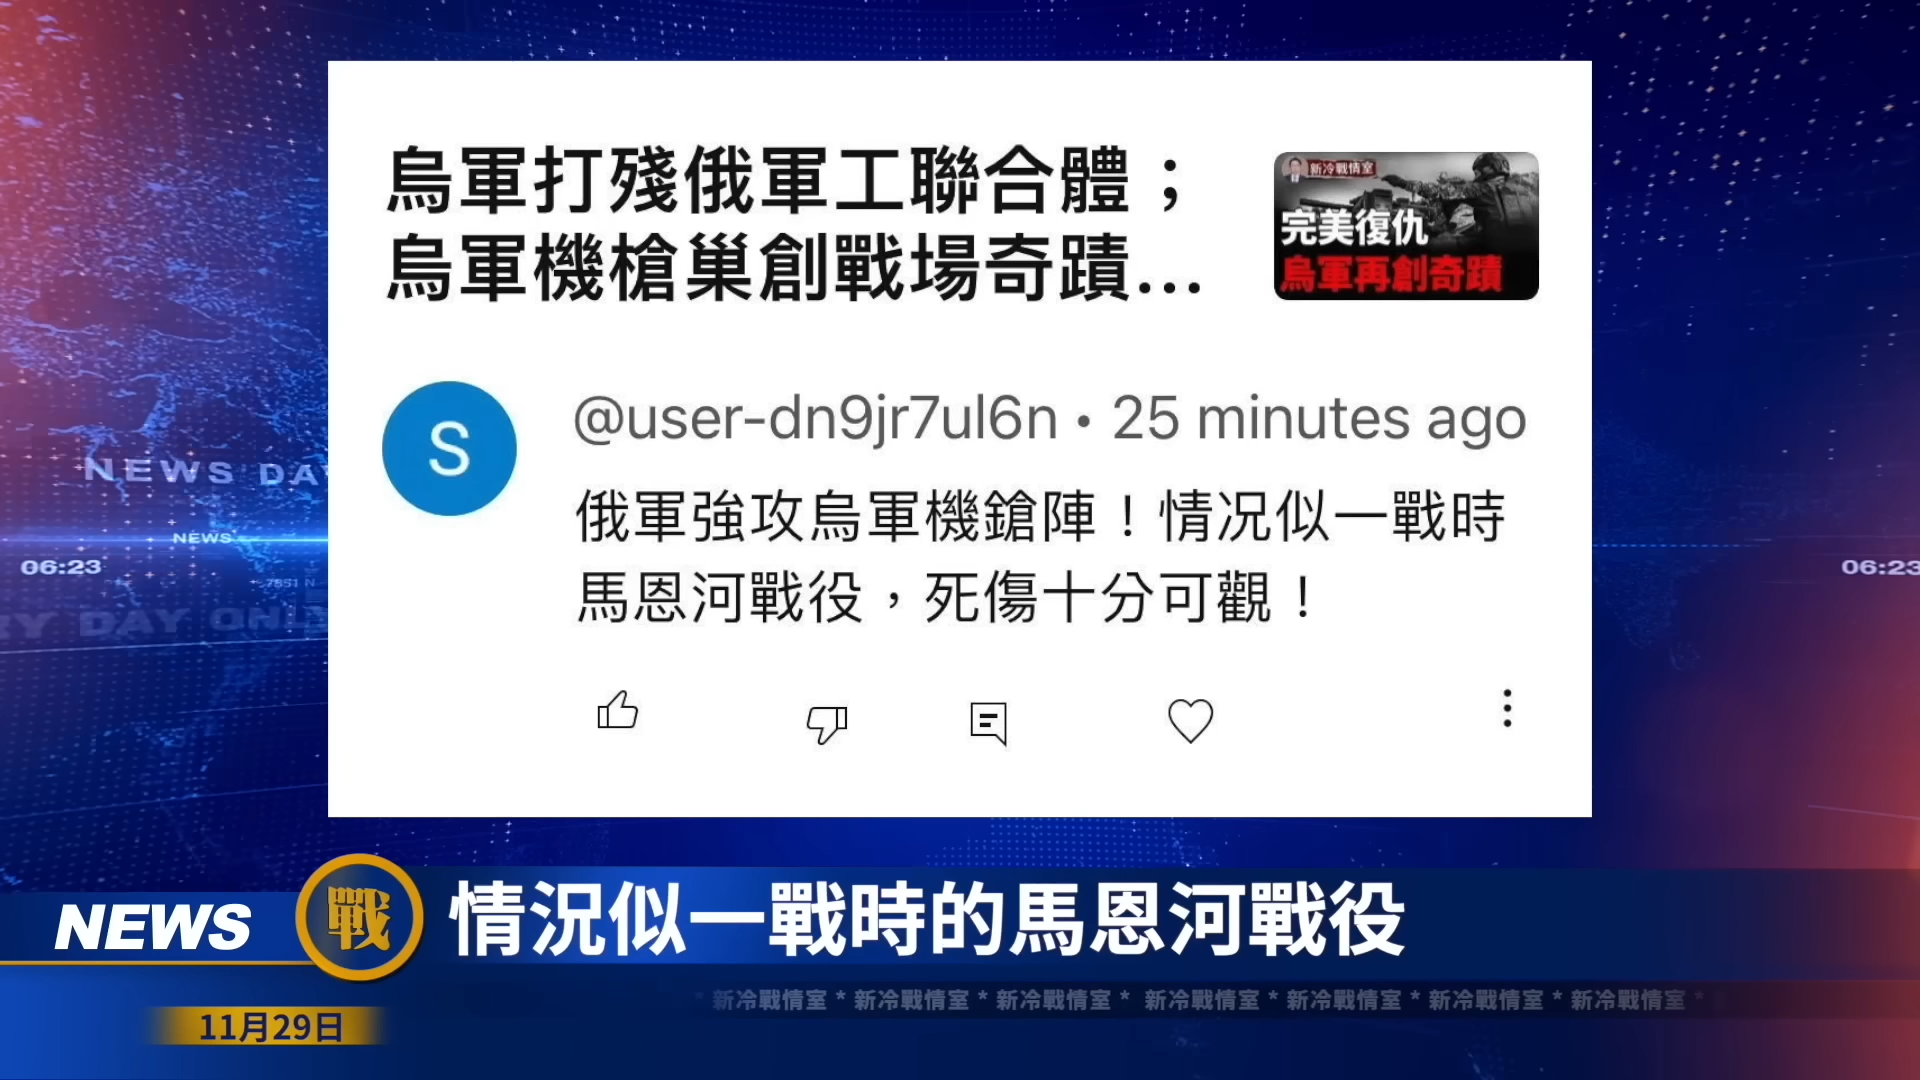 烏軍打殘俄軍工聯合體；
烏軍機槍巢創戰場奇蹟...
新冷戰情室
完美復仇
烏軍再創奇蹟
S
@user-dn9jr7ul6n • 25 minutes ago
俄軍強攻烏軍機鎗陣！情况似一戰時
馬恩河戰役，死傷十分可觀！
NEWS DA
NEWS
06:23
06:23
7851 N
RY DAY ONL
NEWS
戰
情況似一戰時的馬恩河戰役
* 新冷戰情室 * 新冷戰情室 * 新冷戰情室 * 新冷戰情室 * 新冷戰情室 * 新冷戰情室 * 新冷戰情室 *
11月29日